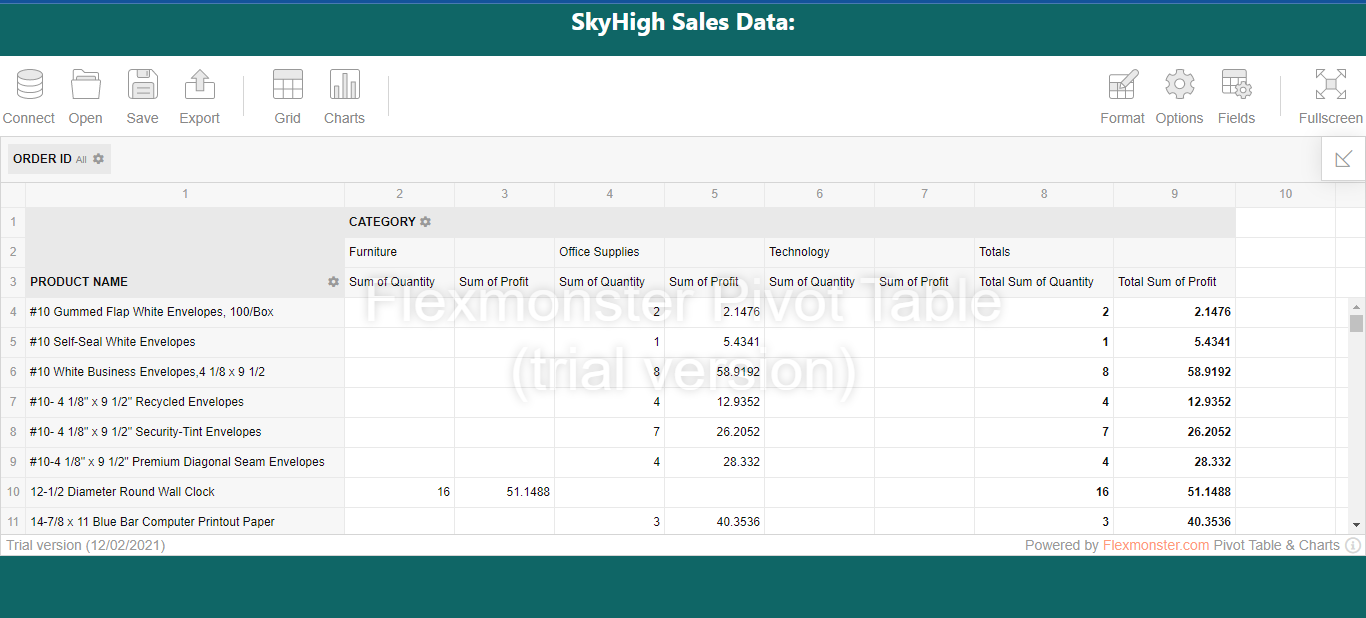 SkyHigh Sales Data:
Connect Open Save Export Grid Charts Format Options Fields Fullscreen
ORDER ID All
1 2 3 4 5 6 7 8 9 10
1 CATEGORY
2 Furniture Office Supplies Technology Totals
3 PRODUCT NAME Sum of Quantity Sum of Profit Sum of Quantity Sum of Profit Sum of Quantity Sum of Profit Total Sum of Quantity Total Sum of Profit
Flexmonster Pivot Table
4 #10 Gummed Flap White Envelopes, 100/Box 2 2.1476 2 2.1476
5 #10 Self-Seal White Envelopes 1 5.4341 1 5.4341
(trial version)
6 #10 White Business Envelopes,4 1/8 x 9 1/2 8 58.9192 8 58.9192
7 #10- 4 1/8" x 9 1/2" Recycled Envelopes 4 12.9352 4 12.9352
8 #10- 4 1/8" x 9 1/2" Security-Tint Envelopes 7 26.2052 7 26.2052
9 #10-4 1/8" x 9 1/2" Premium Diagonal Seam Envelopes 4 28.332 4 28.332
10 12-1/2 Diameter Round Wall Clock 16 51.1488 16 51.1488
11 14-7/8 x 11 Blue Bar Computer Printout Paper 3 40.3536 3 40.3536
Trial version (12/02/2021) Powered by Flexmonster.com Pivot Table & Charts